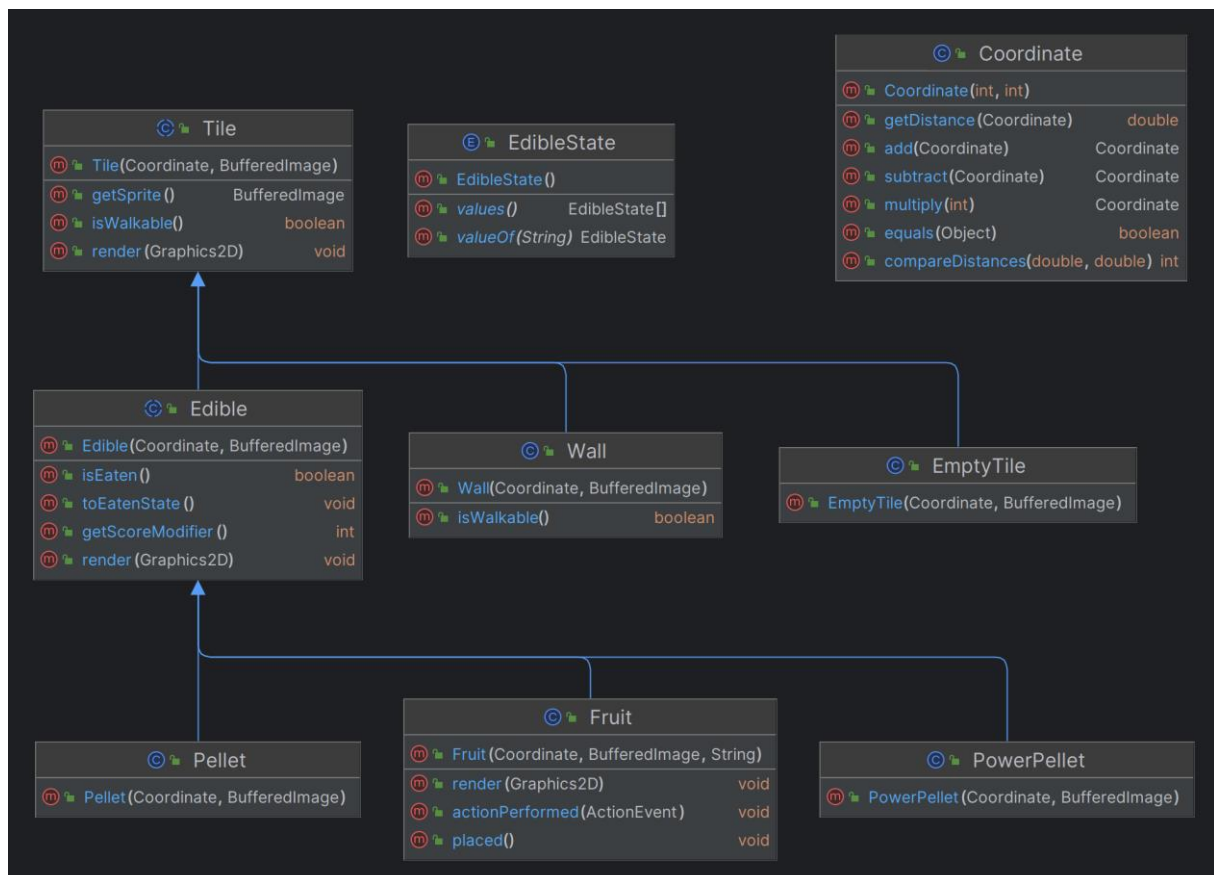 Coordinate
Coordinate(int, int)
getDistance(Coordinate) double
add(Coordinate) Coordinate
subtract(Coordinate) Coordinate
multiply(int) Coordinate
equals(Object) boolean
compareDistances(double, double) int
Tile
Tile(Coordinate, BufferedImage)
getSprite() BufferedImage
isWalkable() boolean
render(Graphics2D) void
EdibleState
EdibleState()
values() EdibleState[]
valueOf(String) EdibleState
Edible
Edible(Coordinate, BufferedImage)
isEaten() boolean
toEatenState() void
getScoreModifier() int
render(Graphics2D) void
Wall
Wall(Coordinate, BufferedImage)
isWalkable() boolean
EmptyTile
EmptyTile(Coordinate, BufferedImage)
Pellet
Pellet(Coordinate, BufferedImage)
Fruit
Fruit(Coordinate, BufferedImage, String)
render(Graphics2D) void
actionPerformed(ActionEvent) void
placed() void
PowerPellet
PowerPellet(Coordinate, BufferedImage)